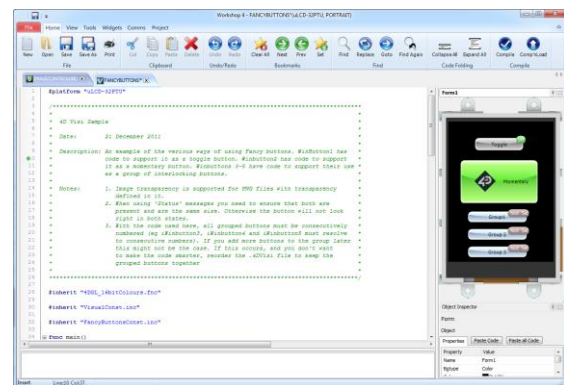 Workshop 4 - FANCYBUTTONS*(uLCD-32PTU, PORTRAIT)
File Home View Tools Widgets Comms Project
New Open Save Save As Print Cut Copy Paste Delete Undo Redo Clear All Next Prev Set Find Replace Goto Find Again Collapse All Expand All Compile Comp'nLoad
File Clipboard Undo/Redo Bookmarks Find Code Folding Compile
FANCYBUTTONS*
#platform "uLCD-32PTU"
4D Visi Sample
Date: 2; December 2011
Description: An example of the various ways of using Fancy buttons. WinButton1 has
code to support it as a toggle button. Winbutton2 has code to support
it as a momentary button. Winbuttons 3-5 have code to support their use
as a group of interlocking buttons.
Notes: 1. Image transparency is supported for PNG files with transparency
defined in it.
2. When using 'Status' messages you need to ensure that both are
present and are the same size. Otherwise the button will not look
right in both states.
3. With the code used here, all grouped buttons must be consecutively
numbered (eg iWinbutton3, iWinbutton4 and iWinbutton5 must resolve
to consecutive numbers). If you add more buttons to the group later
this might not be the case. If this occurs, and you don't want
to make the code smarter, reorder the .4DVisi file to keep the
grouped buttons together
#inherit "4DGL_16bitColours.fnc"
#inherit "VisualConst.inc"
#inherit "FancyButtonsConst.inc"
func main()
Form1
Toggle
4D Momentary
Group1
Group 2
Group 3
Object Inspector
Form
Object
Properties Paste Code Paste all Code
Property Value
Name Form1
Bgtype Color
Insert Line:10 Col:37